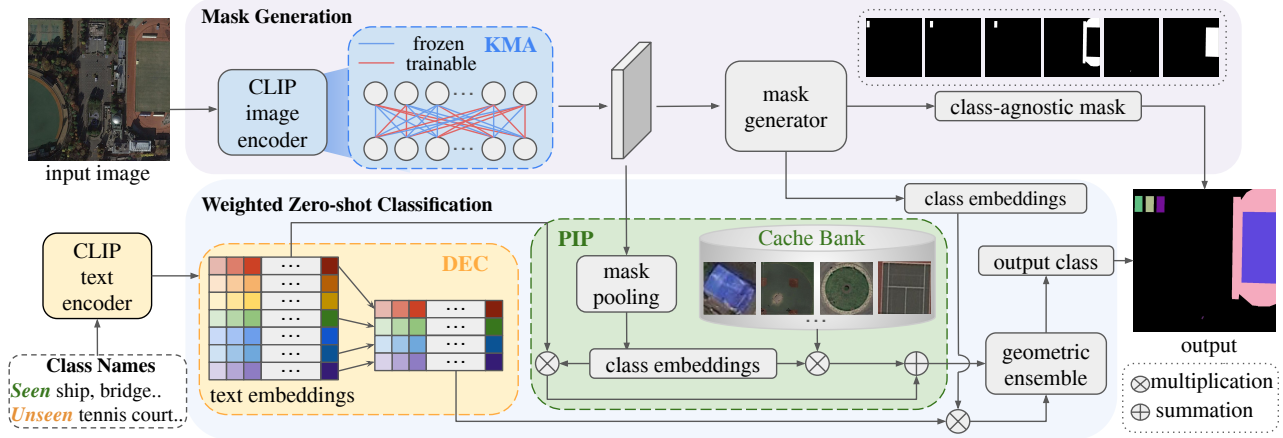 Mask Generation
frozen
KMA
trainable
CLIP
image
encoder
...
mask
generator
class-agnostic mask
input image
Weighted Zero-shot Classification
class embeddings
CLIP
text
encoder
DEC
...
text embeddings
PIP
mask
pooling
Cache Bank
...
class embeddings
output class
geometric
ensemble
output
Class Names
Seen ship, bridge..
Unseen tennis court..
multiplication
summation